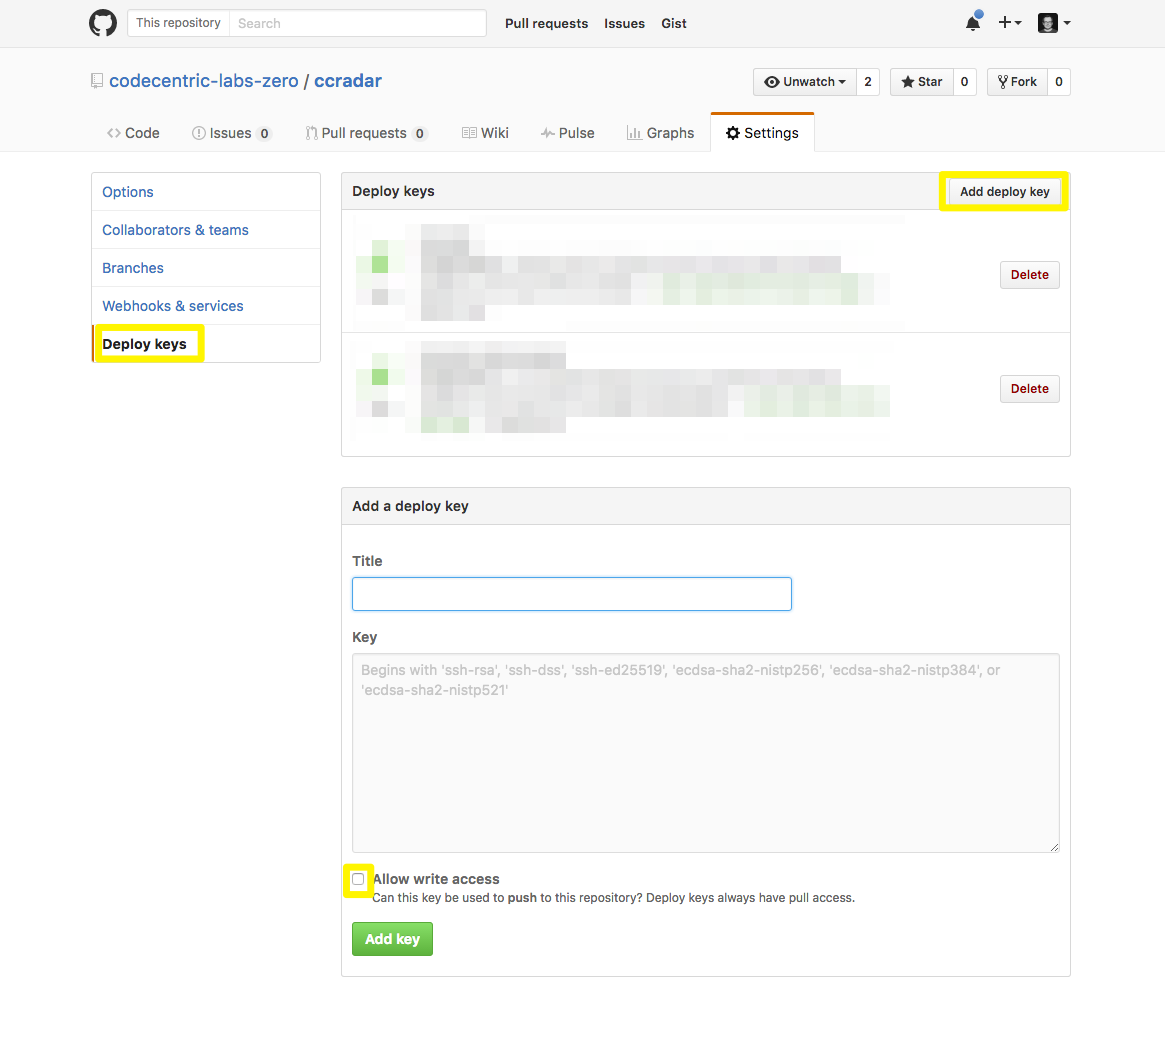 This repository Search Pull requests Issues Gist
codecentric-labs-zero / ccradar Unwatch 2 Star 0 Fork 0
Code Issues 0 Pull requests 0 Wiki Pulse Graphs Settings
Options
Collaborators & teams
Branches
Webhooks & services
Deploy keys
Deploy keys Add deploy key
Delete
Delete
Add a deploy key
Title
Key
Begins with 'ssh-rsa', 'ssh-dss', 'ssh-ed25519', 'ecdsa-sha2-nistp256', 'ecdsa-sha2-nistp384', or
'ecdsa-sha2-nistp521'
Allow write access
Can this key be used to push to this repository? Deploy keys always have pull access.
Add key